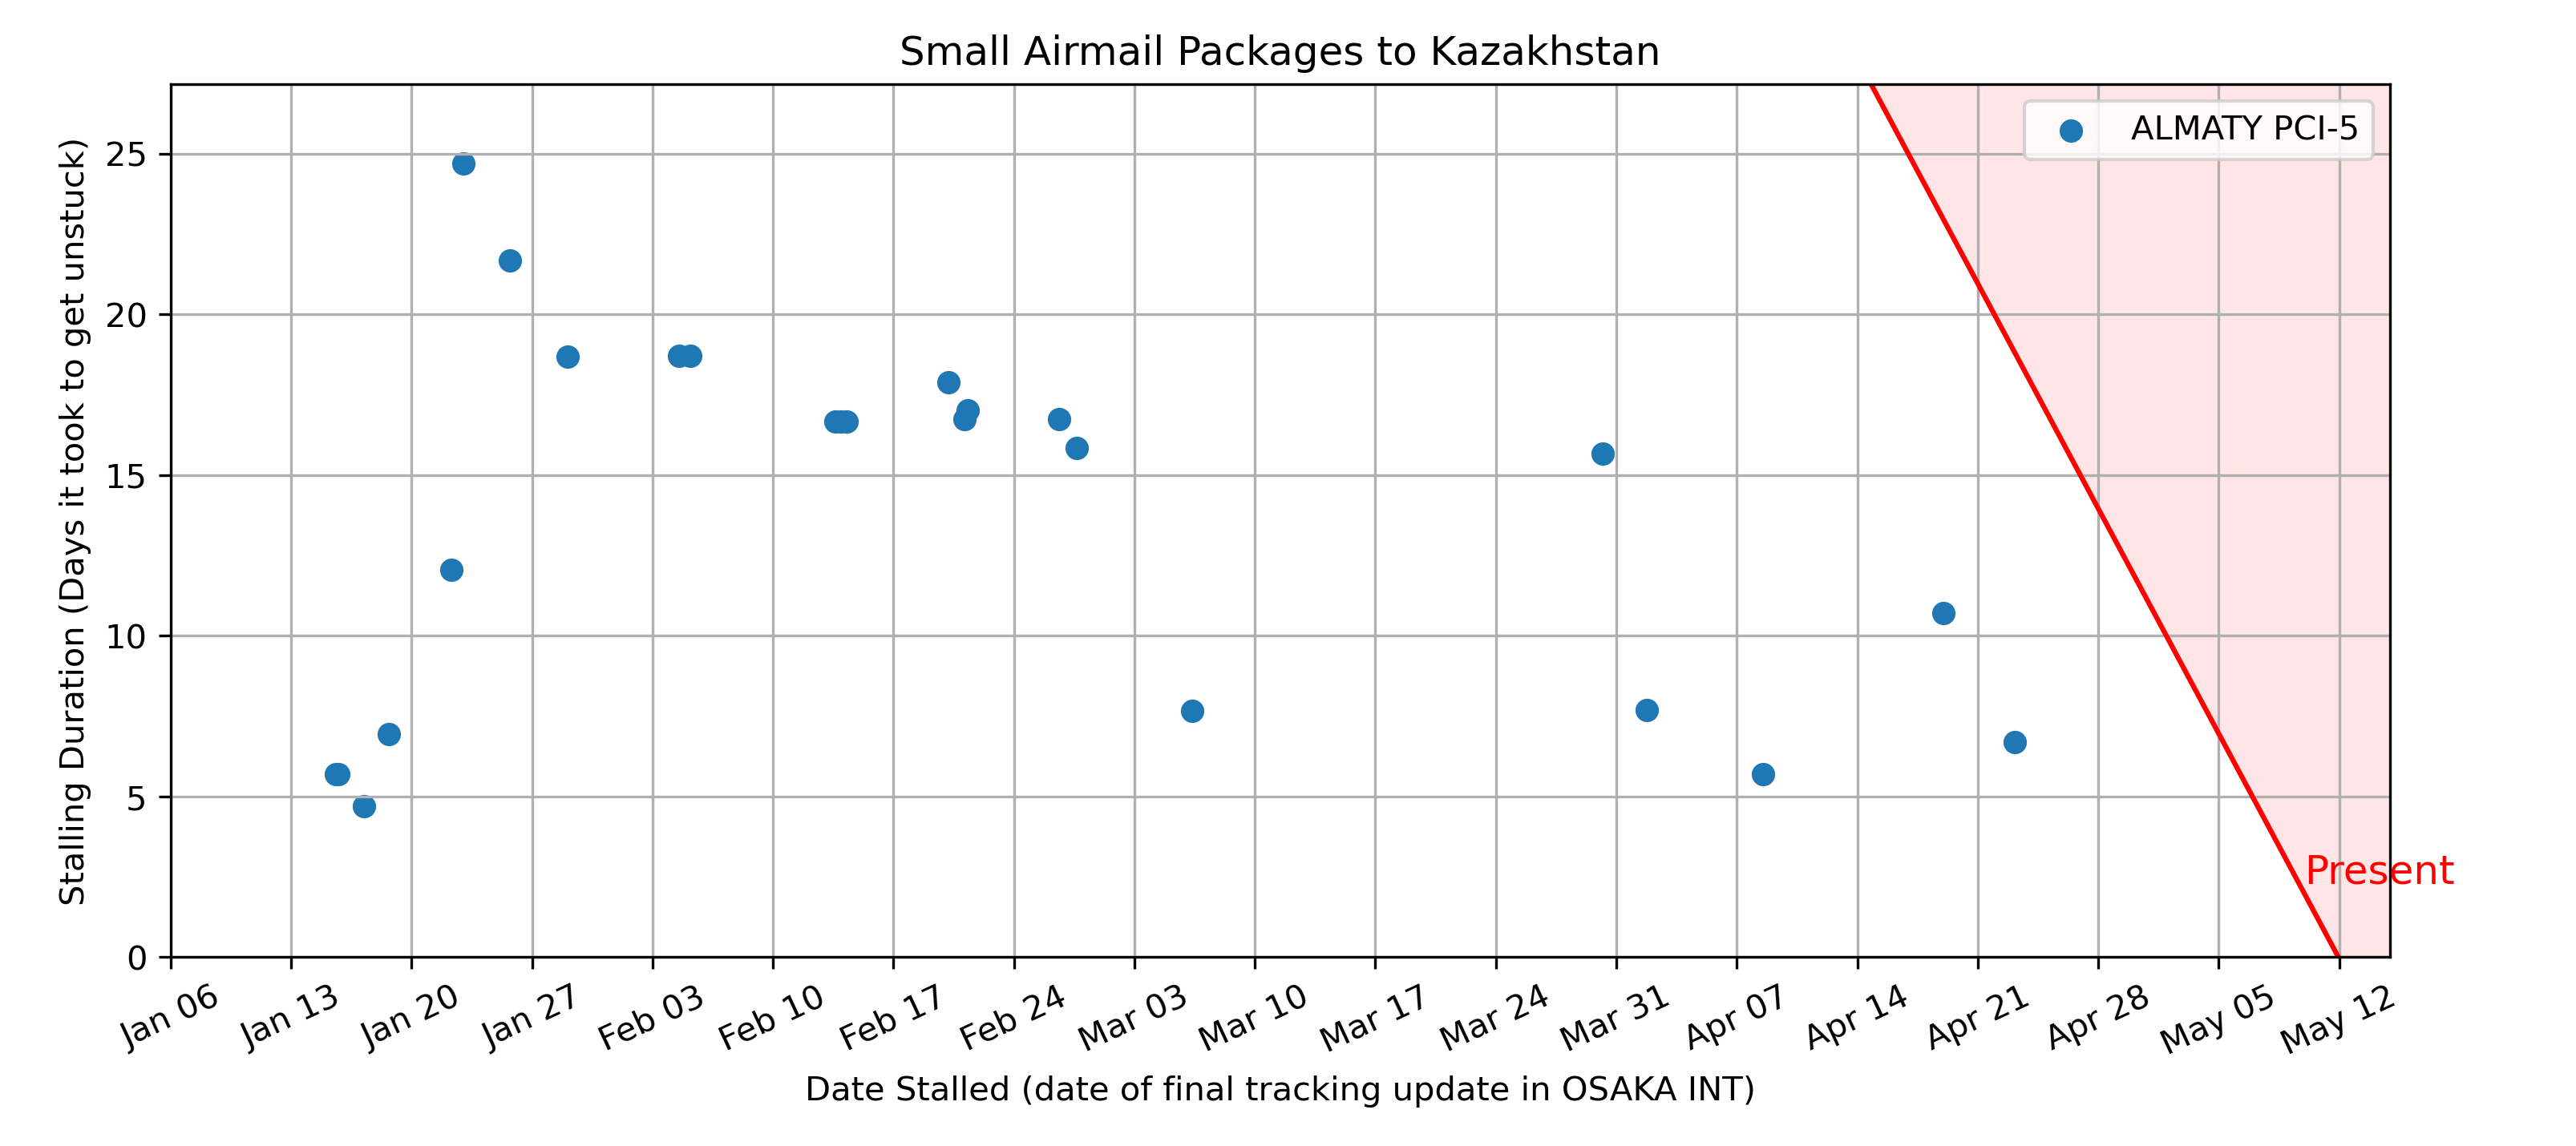 Small Airmail Packages to Kazakhstan
ALMATY PCI-5
Stalling Duration (Days it took to get unstuck)
25
20
15
10
5
0
Present
Jan 06 Jan 13 Jan 20 Jan 27 Feb 03 Feb 10 Feb 17 Feb 24 Mar 03 Mar 10 Mar 17 Mar 24 Mar 31 Apr 07 Apr 14 Apr 21 Apr 28 May 05 May 12
Date Stalled (date of final tracking update in OSAKA INT)